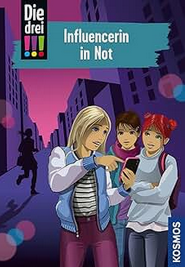 Die
drei
!!!
Influencerin
in Not
KOSMOS